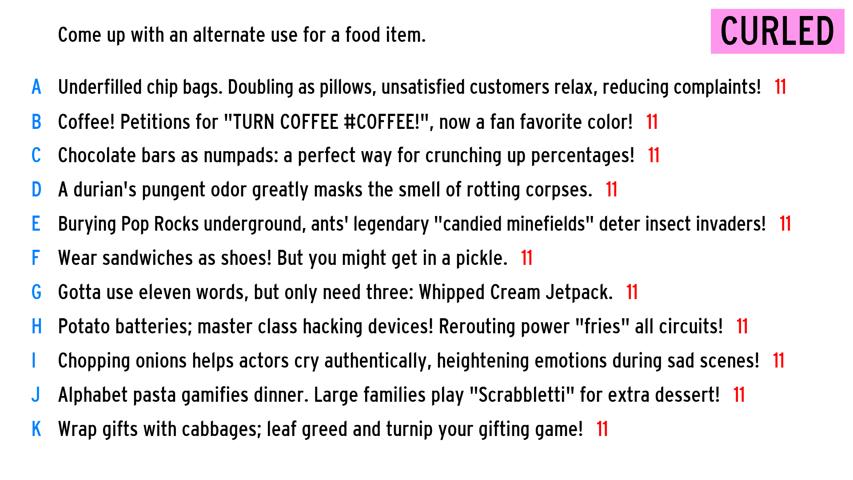 Come up with an alternate use for a food item.
CURLED
A Underfilled chip bags. Doubling as pillows, unsatisfied customers relax, reducing complaints! 11
B Coffee! Petitions for "TURN COFFEE #COFFEE!", now a fan favorite color! 11
C Chocolate bars as numpads: a perfect way for crunching up percentages! 11
D A durian's pungent odor greatly masks the smell of rotting corpses. 11
E Burying Pop Rocks underground, ants' legendary "candied minefields" deter insect invaders! 11
F Wear sandwiches as shoes! But you might get in a pickle. 11
G Gotta use eleven words, but only need three: Whipped Cream Jetpack. 11
H Potato batteries; master class hacking devices! Rerouting power "fries" all circuits! 11
I Chopping onions helps actors cry authentically, heightening emotions during sad scenes! 11
J Alphabet pasta gamifies dinner. Large families play "Scrabbletti" for extra dessert! 11
K Wrap gifts with cabbages; leaf greed and turnip your gifting game! 11